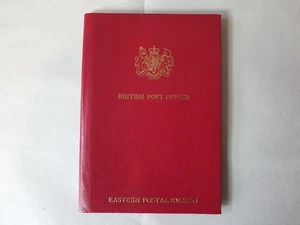 BRITISH POST OFFICE
EASTERN POSTAL REGION